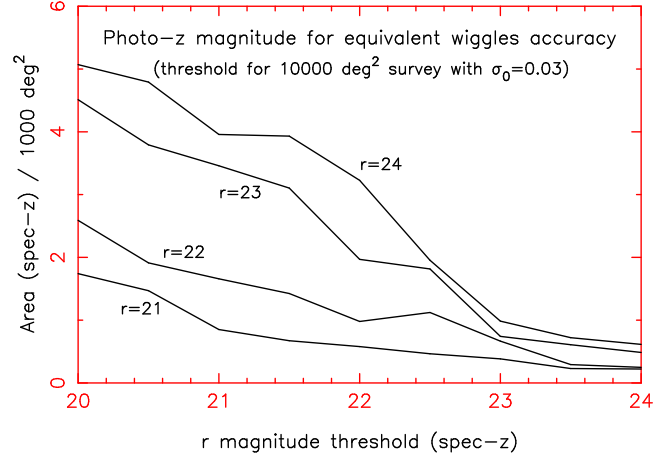 Photo-z magnitude for equivalent wiggles accuracy
(threshold for 10000 deg² survey with σ₀=0.03)
Area (spec-z) / 1000 deg²
6
4
2
0
r=24
r=23
r=22
r=21
20 21 22 23 24
r magnitude threshold (spec-z)